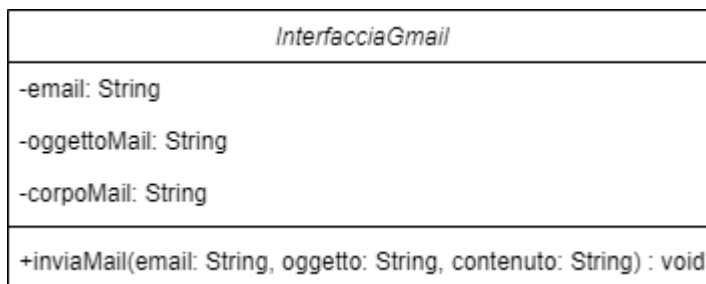 InterfacciaGmail
-email: String
-oggettoMail: String
-corpoMail: String
+inviaMail(email: String, oggetto: String, contenuto: String) : void